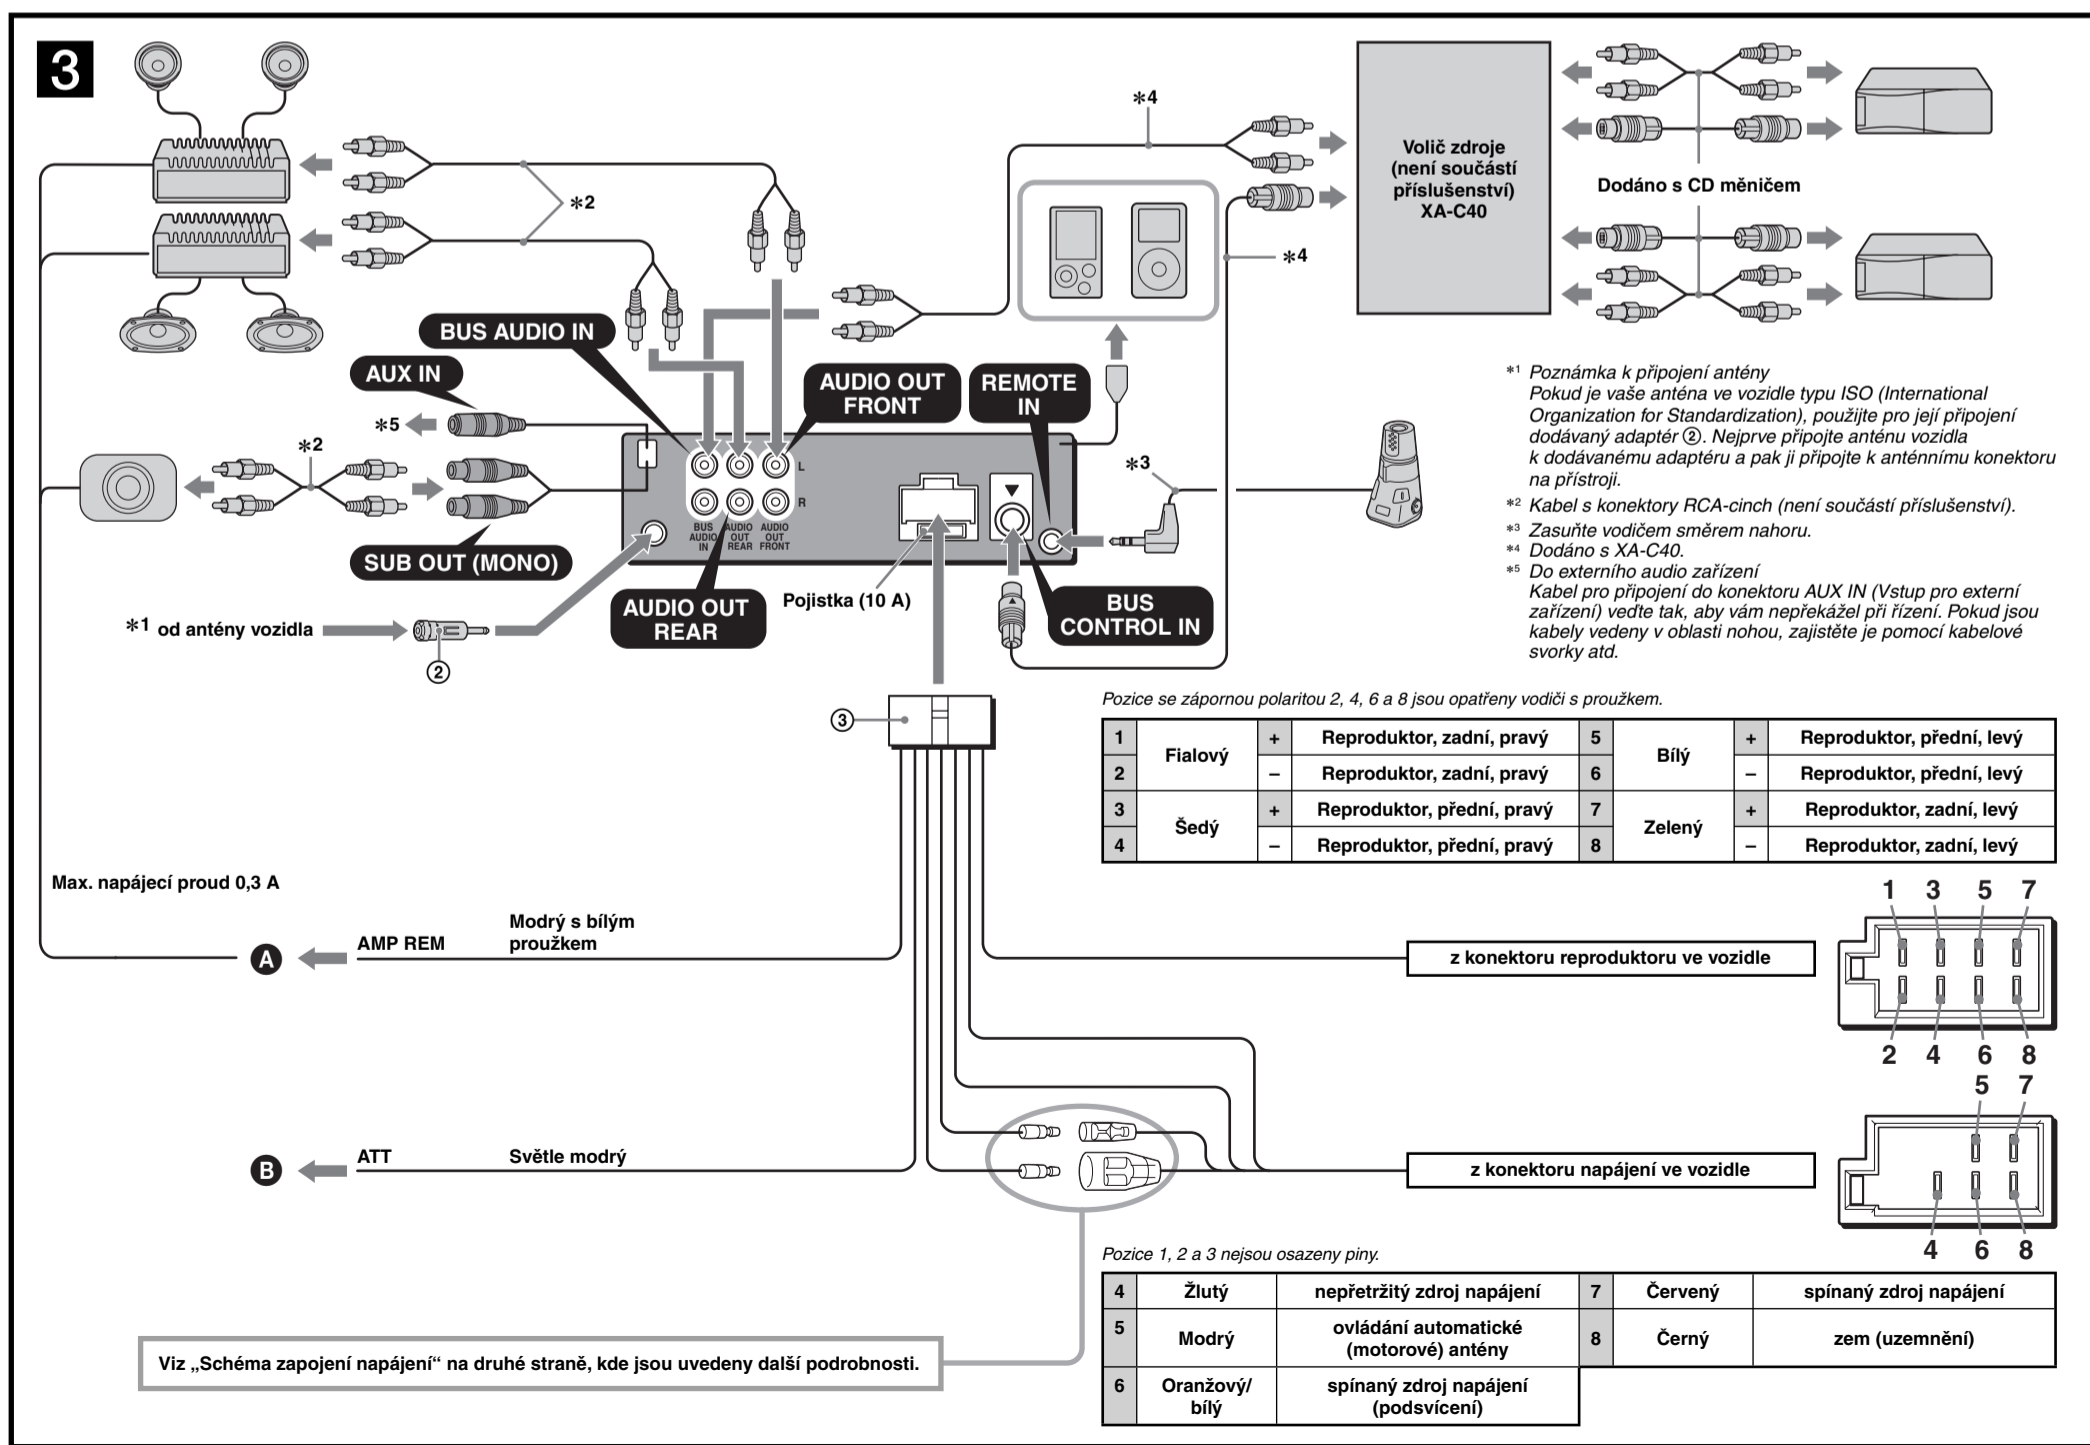 3
*4
*2
Volič zdroje
(není součástí
příslušenství)
XA-C40
Dodáno s CD měničem
*4
BUS AUDIO IN
AUX IN
AUDIO OUT
FRONT
REMOTE
IN
*5
*2
*3
L
R
BUS
AUDIO
IN
AUDIO
OUT
REAR
AUDIO
OUT
FRONT
SUB OUT (MONO)
AUDIO OUT
REAR
Pojistka (10 A)
BUS
CONTROL IN
*1 od antény vozidla
②
③
*1 Poznámka k připojení antény
Pokud je vaše anténa ve vozidle typu ISO (International
Organization for Standardization), použijte pro její připojení
dodávaný adaptér ②. Nejprve připojte anténu vozidla
k dodávanému adaptéru a pak ji připojte k anténnímu konektoru
na přístroji.
*2 Kabel s konektory RCA-cinch (není součástí příslušenství).
*3 Zasuňte vodičem směrem nahoru.
*4 Dodáno s XA-C40.
*5 Do externího audio zařízení
Kabel pro připojení do konektoru AUX IN (Vstup pro externí
zařízení) veďte tak, aby vám nepřekážel při řízení. Pokud jsou
kabely vedeny v oblasti nohou, zajistěte je pomocí kabelové
svorky atd.
Pozice se zápornou polaritou 2, 4, 6 a 8 jsou opatřeny vodiči s proužkem.
1 Fialový + Reproduktor, zadní, pravý 5 Bílý + Reproduktor, přední, levý
2 – Reproduktor, zadní, pravý 6 – Reproduktor, přední, levý
3 Šedý + Reproduktor, přední, pravý 7 Zelený + Reproduktor, zadní, levý
4 – Reproduktor, přední, pravý 8 – Reproduktor, zadní, levý
Max. napájecí proud 0,3 A
A AMP REM Modrý s bílým
proužkem
z konektoru reproduktoru ve vozidle
1 3 5 7
2 4 6 8
B ATT Světle modrý
z konektoru napájení ve vozidle
5 7
4 6 8
Pozice 1, 2 a 3 nejsou osazeny piny.
4 Žlutý nepřetržitý zdroj napájení 7 Červený spínaný zdroj napájení
5 Modrý ovládání automatické
(motorové) antény 8 Černý zem (uzemnění)
6 Oranžový/
bílý spínaný zdroj napájení
(podsvícení)
Viz „Schéma zapojení napájení“ na druhé straně, kde jsou uvedeny další podrobnosti.